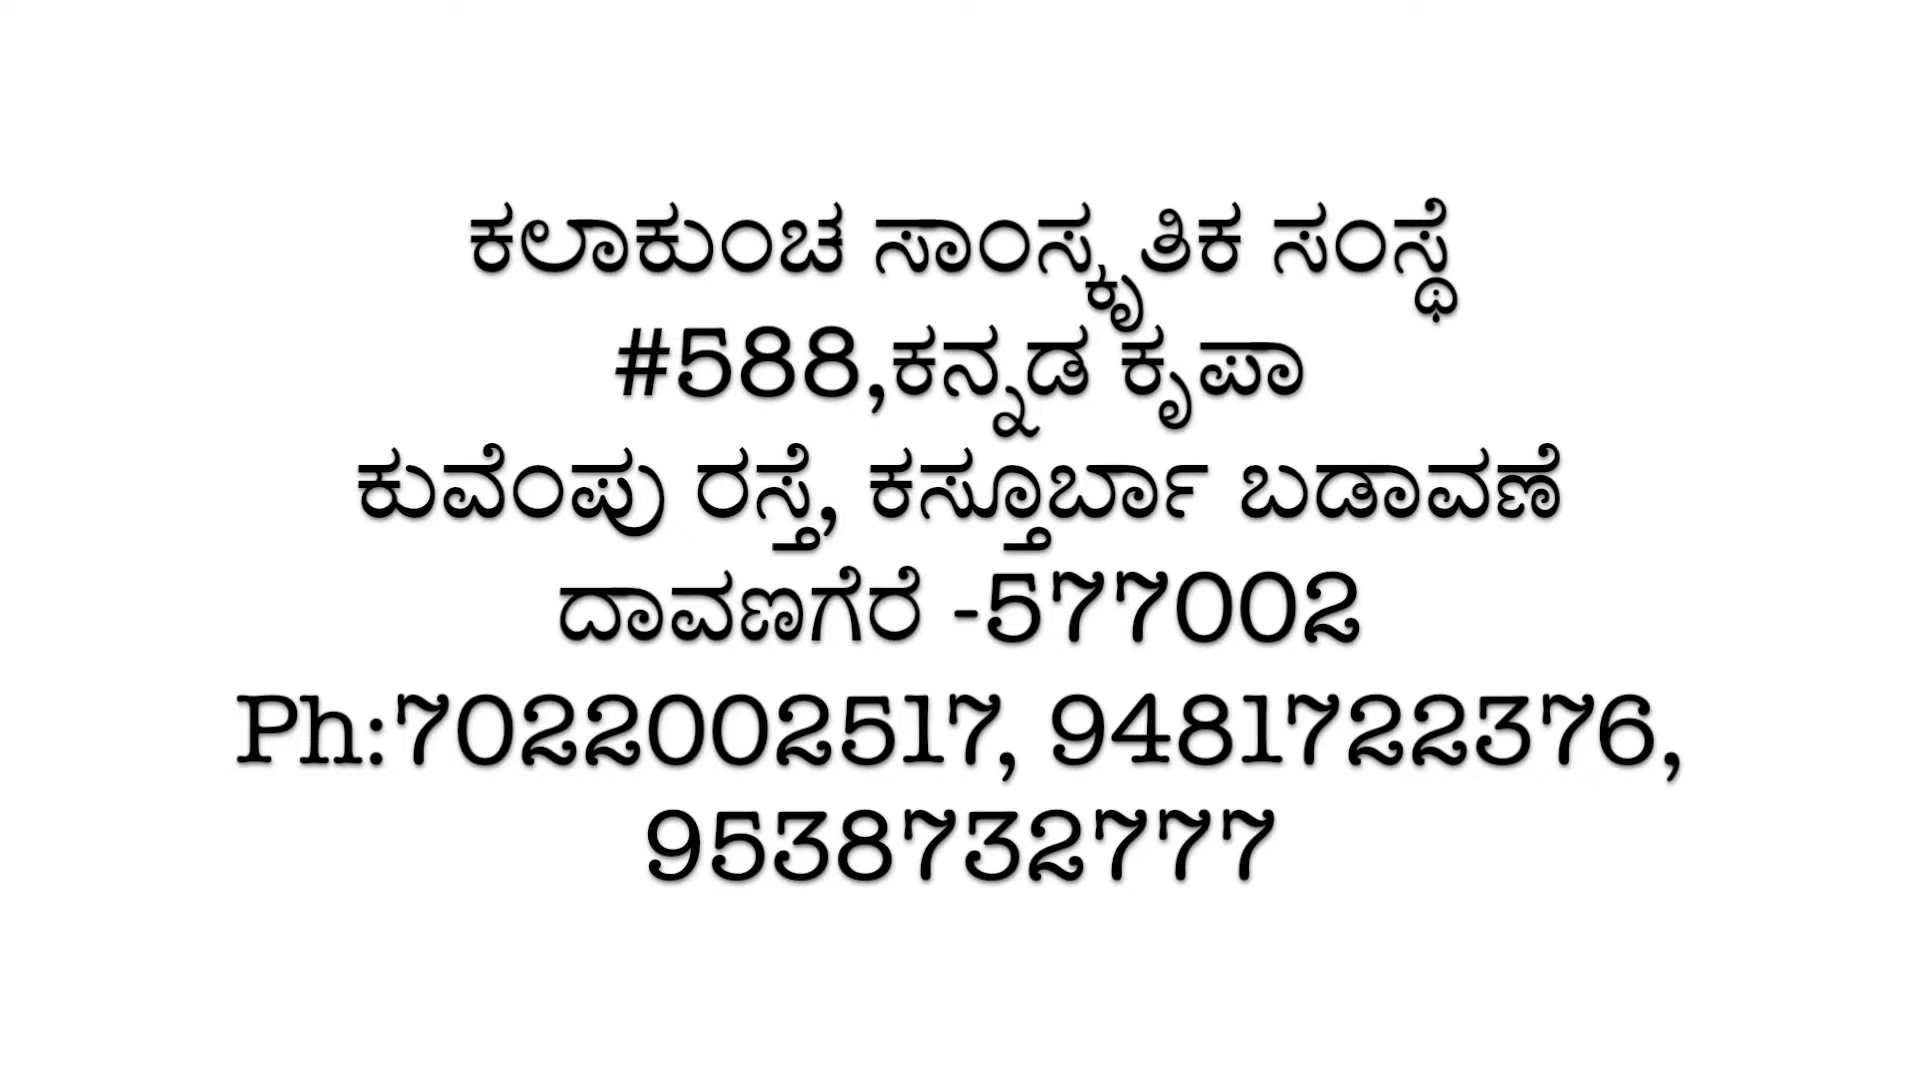 ಕಲಾಕುಂಚ ಸಾಂಸ್ಕೃತಿಕ ಸಂಸ್ಥೆ
#588,ಕನ್ನಡ ಕೃಪಾ
ಕುವೆಂಪು ರಸ್ತೆ, ಕಸ್ತೂರ್ಬಾ ಬಡಾವಣೆ
ದಾವಣಗೆರೆ -577002
Ph:7022002517, 9481722376,
9538732777